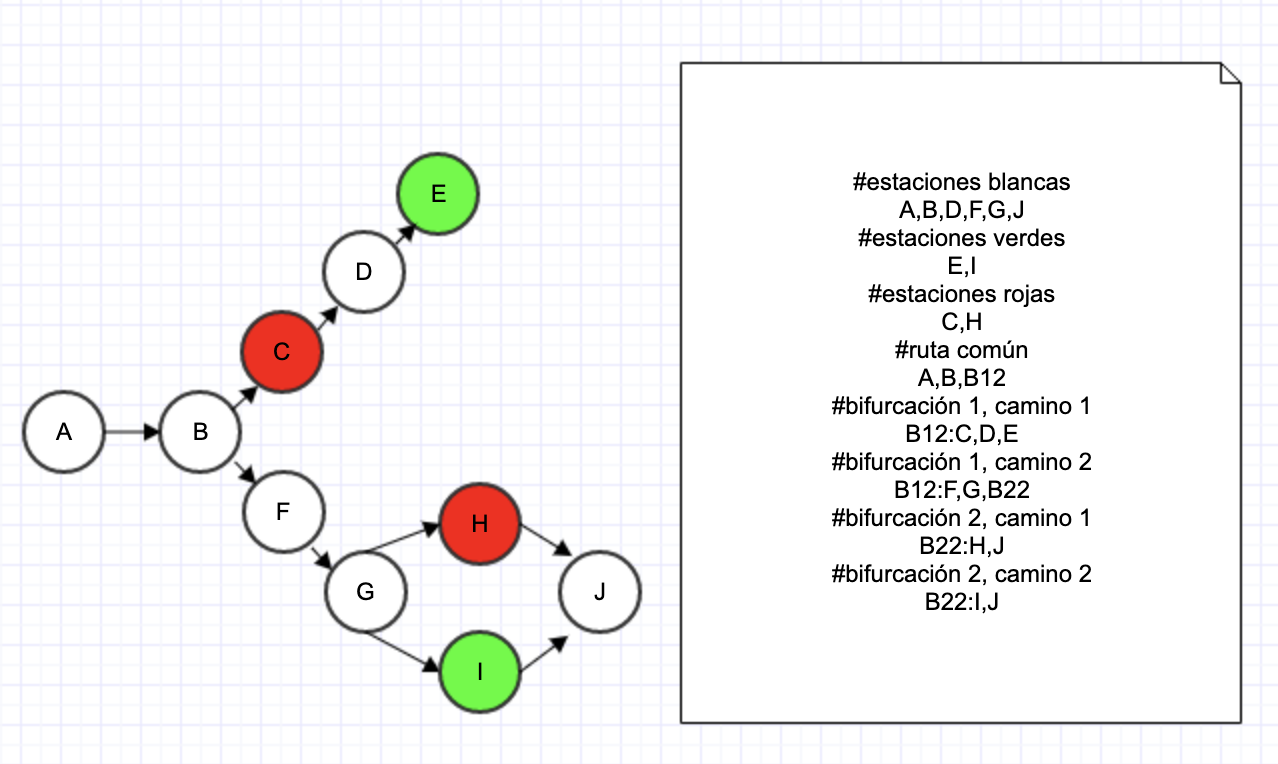 E
D
C
A
B
F
H
G
J
I
#estaciones blancas
A,B,D,F,G,J
#estaciones verdes
E,I
#estaciones rojas
C,H
#ruta común
A,B,B12
#bifurcación 1, camino 1
B12:C,D,E
#bifurcación 1, camino 2
B12:F,G,B22
#bifurcación 2, camino 1
B22:H,J
#bifurcación 2, camino 2
B22:I,J